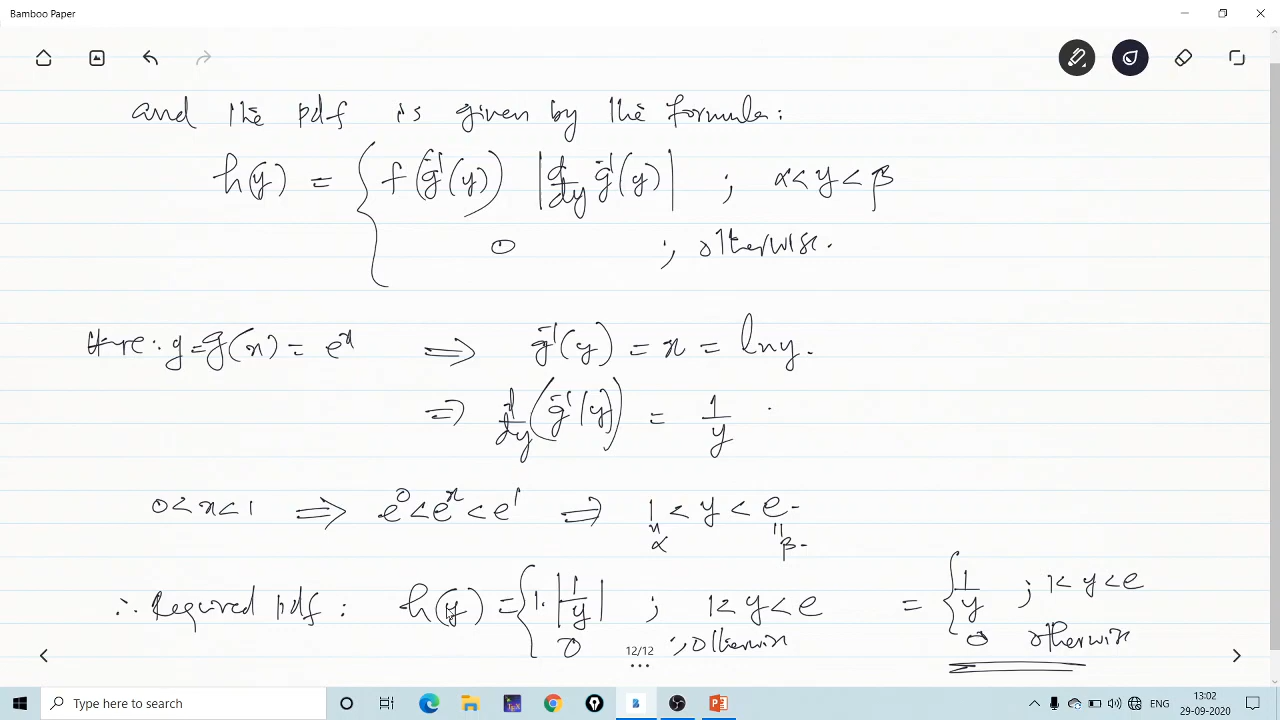 Bamboo Paper
and the pdf is given by the formula:
h(y) = { f(g⁻¹(y)) |d/dy g⁻¹(y)| ; α < y < β
0 ; otherwise.
Here: y = g(x) = eˣ ⟹ g⁻¹(y) = x = ln y.
⟹ d/dy (g⁻¹(y)) = 1/y
0 < x < 1 ⟹ e⁰ < eˣ < e¹ ⟹ 1 < y < e
α β
∴ Required pdf: h(y) = { 1·|1/y| ; 1 < y < e = { 1/y ; 1 < y < e
0 ; otherwise 0 otherwise
12/12
Type here to search
ENG
13:02
29-09-2020